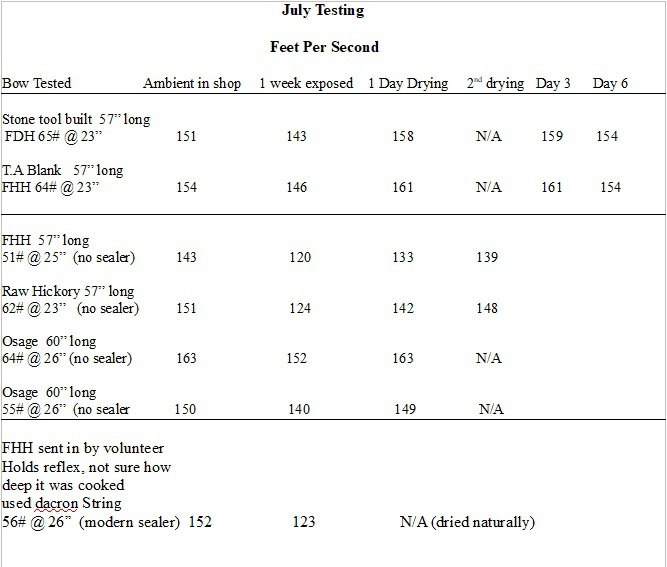 July Testing
Feet Per Second
Bow Tested Ambient in shop 1 week exposed 1 Day Drying 2nd drying Day 3 Day 6
Stone tool built 57” long
FDH 65# @ 23” 151 143 158 N/A 159 154
T.A Blank 57” long
FHH 64# @ 23” 154 146 161 N/A 161 154
FHH 57” long
51# @ 25” (no sealer) 143 120 133 139
Raw Hickory 57” long
62# @ 23” (no sealer) 151 124 142 148
Osage 60” long
64# @ 26” (no sealer) 163 152 163 N/A
Osage 60” long
55# @ 26” (no sealer 150 140 149 N/A
FHH sent in by volunteer
Holds reflex, not sure how
deep it was cooked
used dacron String
56# @ 26” (modern sealer) 152 123 N/A (dried naturally)